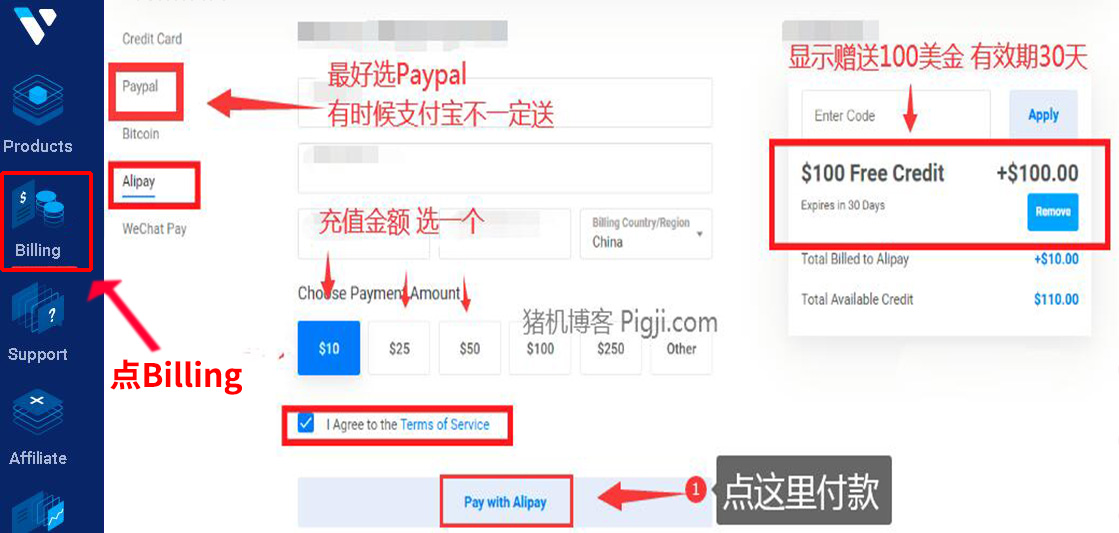 Products
Billing
Support
Affiliate
点Billing
Credit Card
Paypal
Bitcoin
Alipay
WeChat Pay
最好选Paypal
有时候支付宝不一定送
充值金额 选一个
Billing Country/Region
China
Choose Payment Amount
$10
$25
$50
$100
$250
Other
猪机博客 Pigji.com
I Agree to the Terms of Service
Pay with Alipay
1
点这里付款
显示赠送100美金 有效期30天
Enter Code
Apply
$100 Free Credit
+$100.00
Expires in 30 Days
Remove
Total Billed to Alipay
+$10.00
Total Available Credit
$110.00